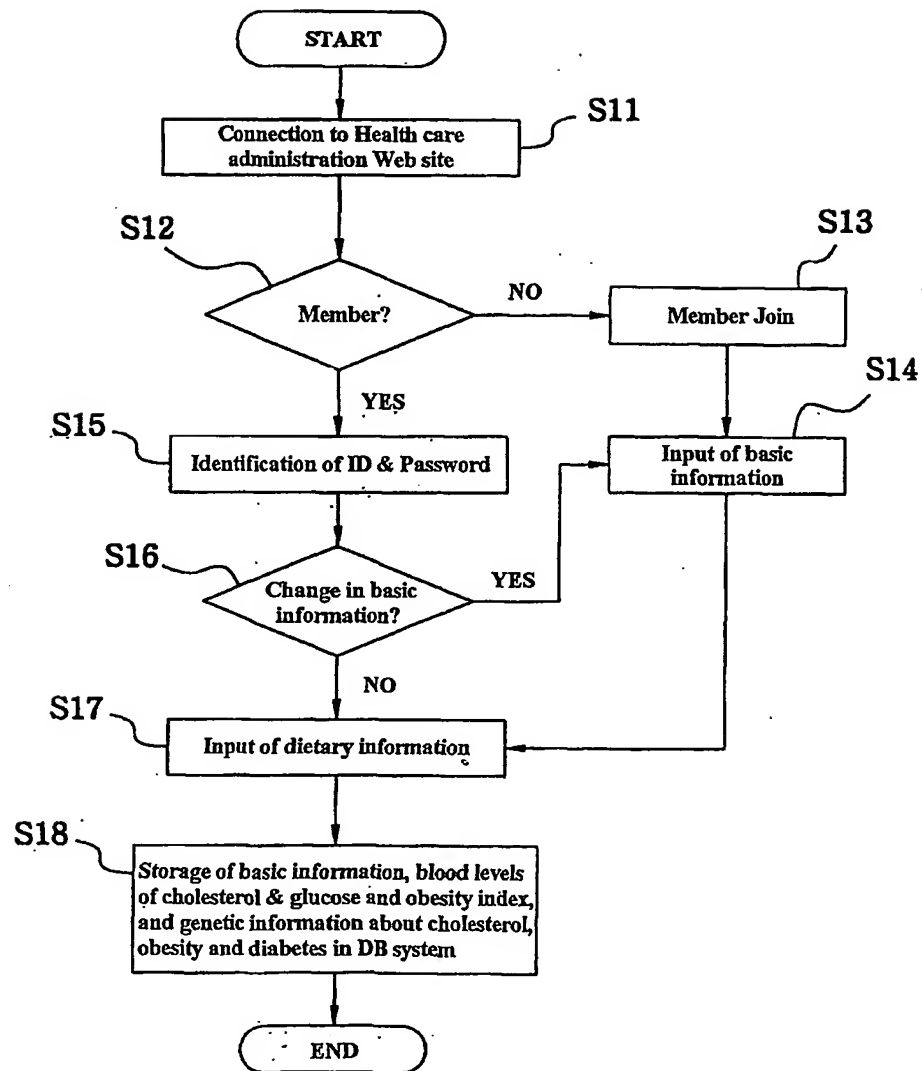 START
S11
Connection to Health care
administration Web site
S12
Member?
NO
S13
Member Join
YES
S14
Input of basic
information
S15
Identification of ID & Password
S16
Change in basic
information?
YES
NO
S17
Input of dietary information
S18
Storage of basic information, blood levels
of cholesterol & glucose and obesity index,
and genetic information about cholesterol,
obesity and diabetes in DB system
END